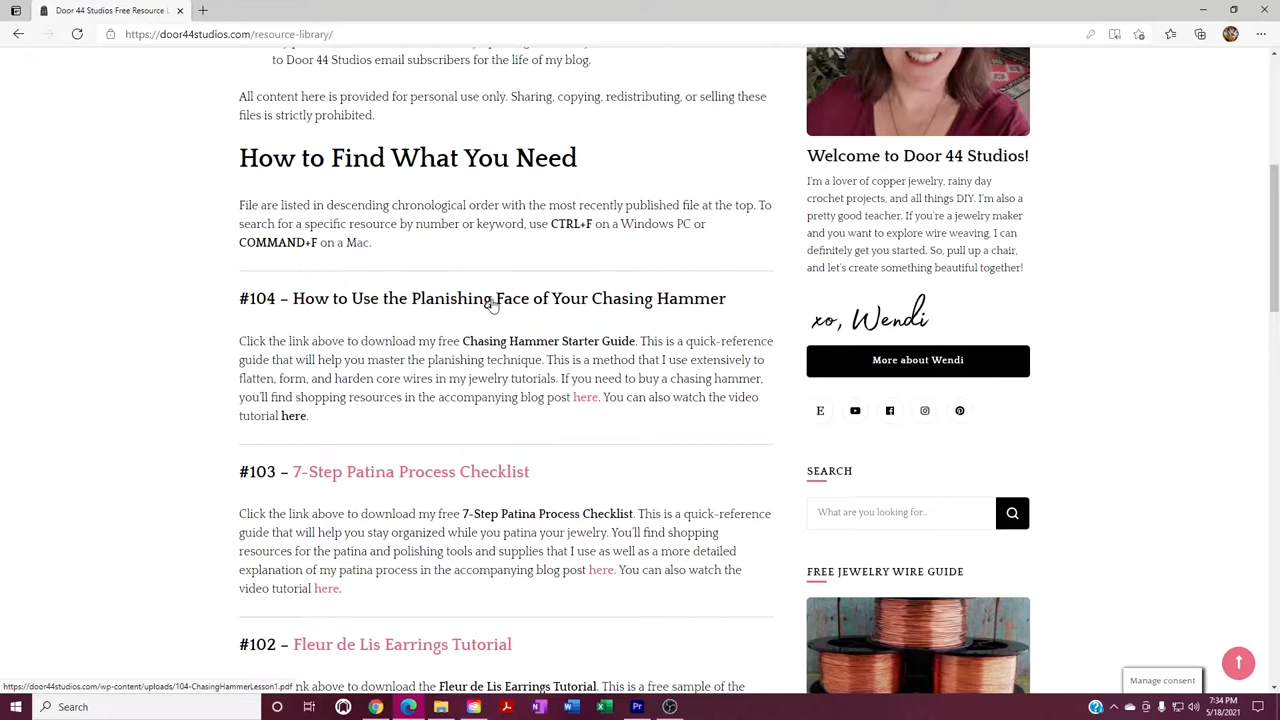 Door 44 Studios Free Resource L
https://door44studios.com/resource-library/
to Door 44 Studios email subscribers for the life of my blog.
All content here is provided for personal use only. Sharing, copying, redistributing, or selling these
files is strictly prohibited.
How to Find What You Need
File are listed in descending chronological order with the most recently published file at the top. To
search for a specific resource by number or keyword, use CTRL+F on a Windows PC or
COMMAND+F on a Mac.
#104 – How to Use the Planishing Face of Your Chasing Hammer
Click the link above to download my free Chasing Hammer Starter Guide. This is a quick-reference
guide that will help you master the planishing technique. This is a method that I use extensively to
flatten, form, and harden core wires in my jewelry tutorials. If you need to buy a chasing hammer,
you'll find shopping resources in the accompanying blog post here. You can also watch the video
tutorial here.
#103 – 7-Step Patina Process Checklist
Click the link above to download my free 7-Step Patina Process Checklist. This is a quick-reference
guide that will help you stay organized while you patina your jewelry. You'll find shopping
resources for the patina and polishing tools and supplies that I use as well as a more detailed
explanation of my patina process in the accompanying blog post here. You can also watch the
video tutorial here.
#102 – Fleur de Lis Earrings Tutorial
nk above to download the Fleur de Lis Earrings Tutorial. This is a free sample of the
Welcome to Door 44 Studios!
I'm a lover of copper jewelry, rainy day
crochet projects, and all things DIY. I'm also a
pretty good teacher. If you're a jewelry maker
and you want to explore wire weaving, I can
definitely get you started. So, pull up a chair,
and let's create something beautiful together!
xo, Wendi
More about Wendi
E
SEARCH
What are you looking for...
FREE JEWELRY WIRE GUIDE
Manage consent
https://door44studios.com/wp-content/uploads/104-ChasingHammerLesson1.pdf
Search
7:34 PM
5/18/2021